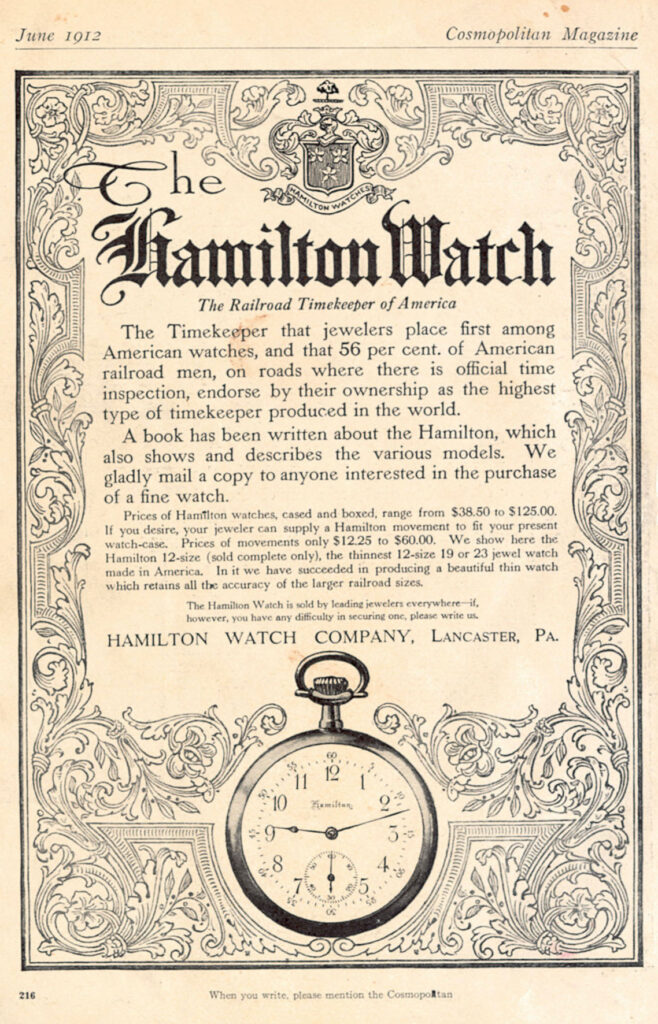 June 1912
Cosmopolitan Magazine
HAMILTON WATCHES
The
Hamilton Watch
The Railroad Timekeeper of America
The Timekeeper that jewelers place first among
American watches, and that 56 per cent. of American
railroad men, on roads where there is official time
inspection, endorse by their ownership as the highest
type of timekeeper produced in the world.
A book has been written about the Hamilton, which
also shows and describes the various models. We
gladly mail a copy to anyone interested in the purchase
of a fine watch.
Prices of Hamilton watches, cased and boxed, range from $38.50 to $125.00.
If you desire, your jeweler can supply a Hamilton movement to fit your present
watch-case. Prices of movements only $12.25 to $60.00. We show here the
Hamilton 12-size (sold complete only), the thinnest 12-size 19 or 23 jewel watch
made in America. In it we have succeeded in producing a beautiful thin watch
which retains all the accuracy of the larger railroad sizes.
The Hamilton Watch is sold by leading jewelers everywhere—if,
however, you have any difficulty in securing one, please write us.
HAMILTON WATCH COMPANY, LANCASTER, PA.
60
11 12 1
Hamilton
10 2
9 3
8 4
7 60 5
216
When you write, please mention the Cosmopolitan